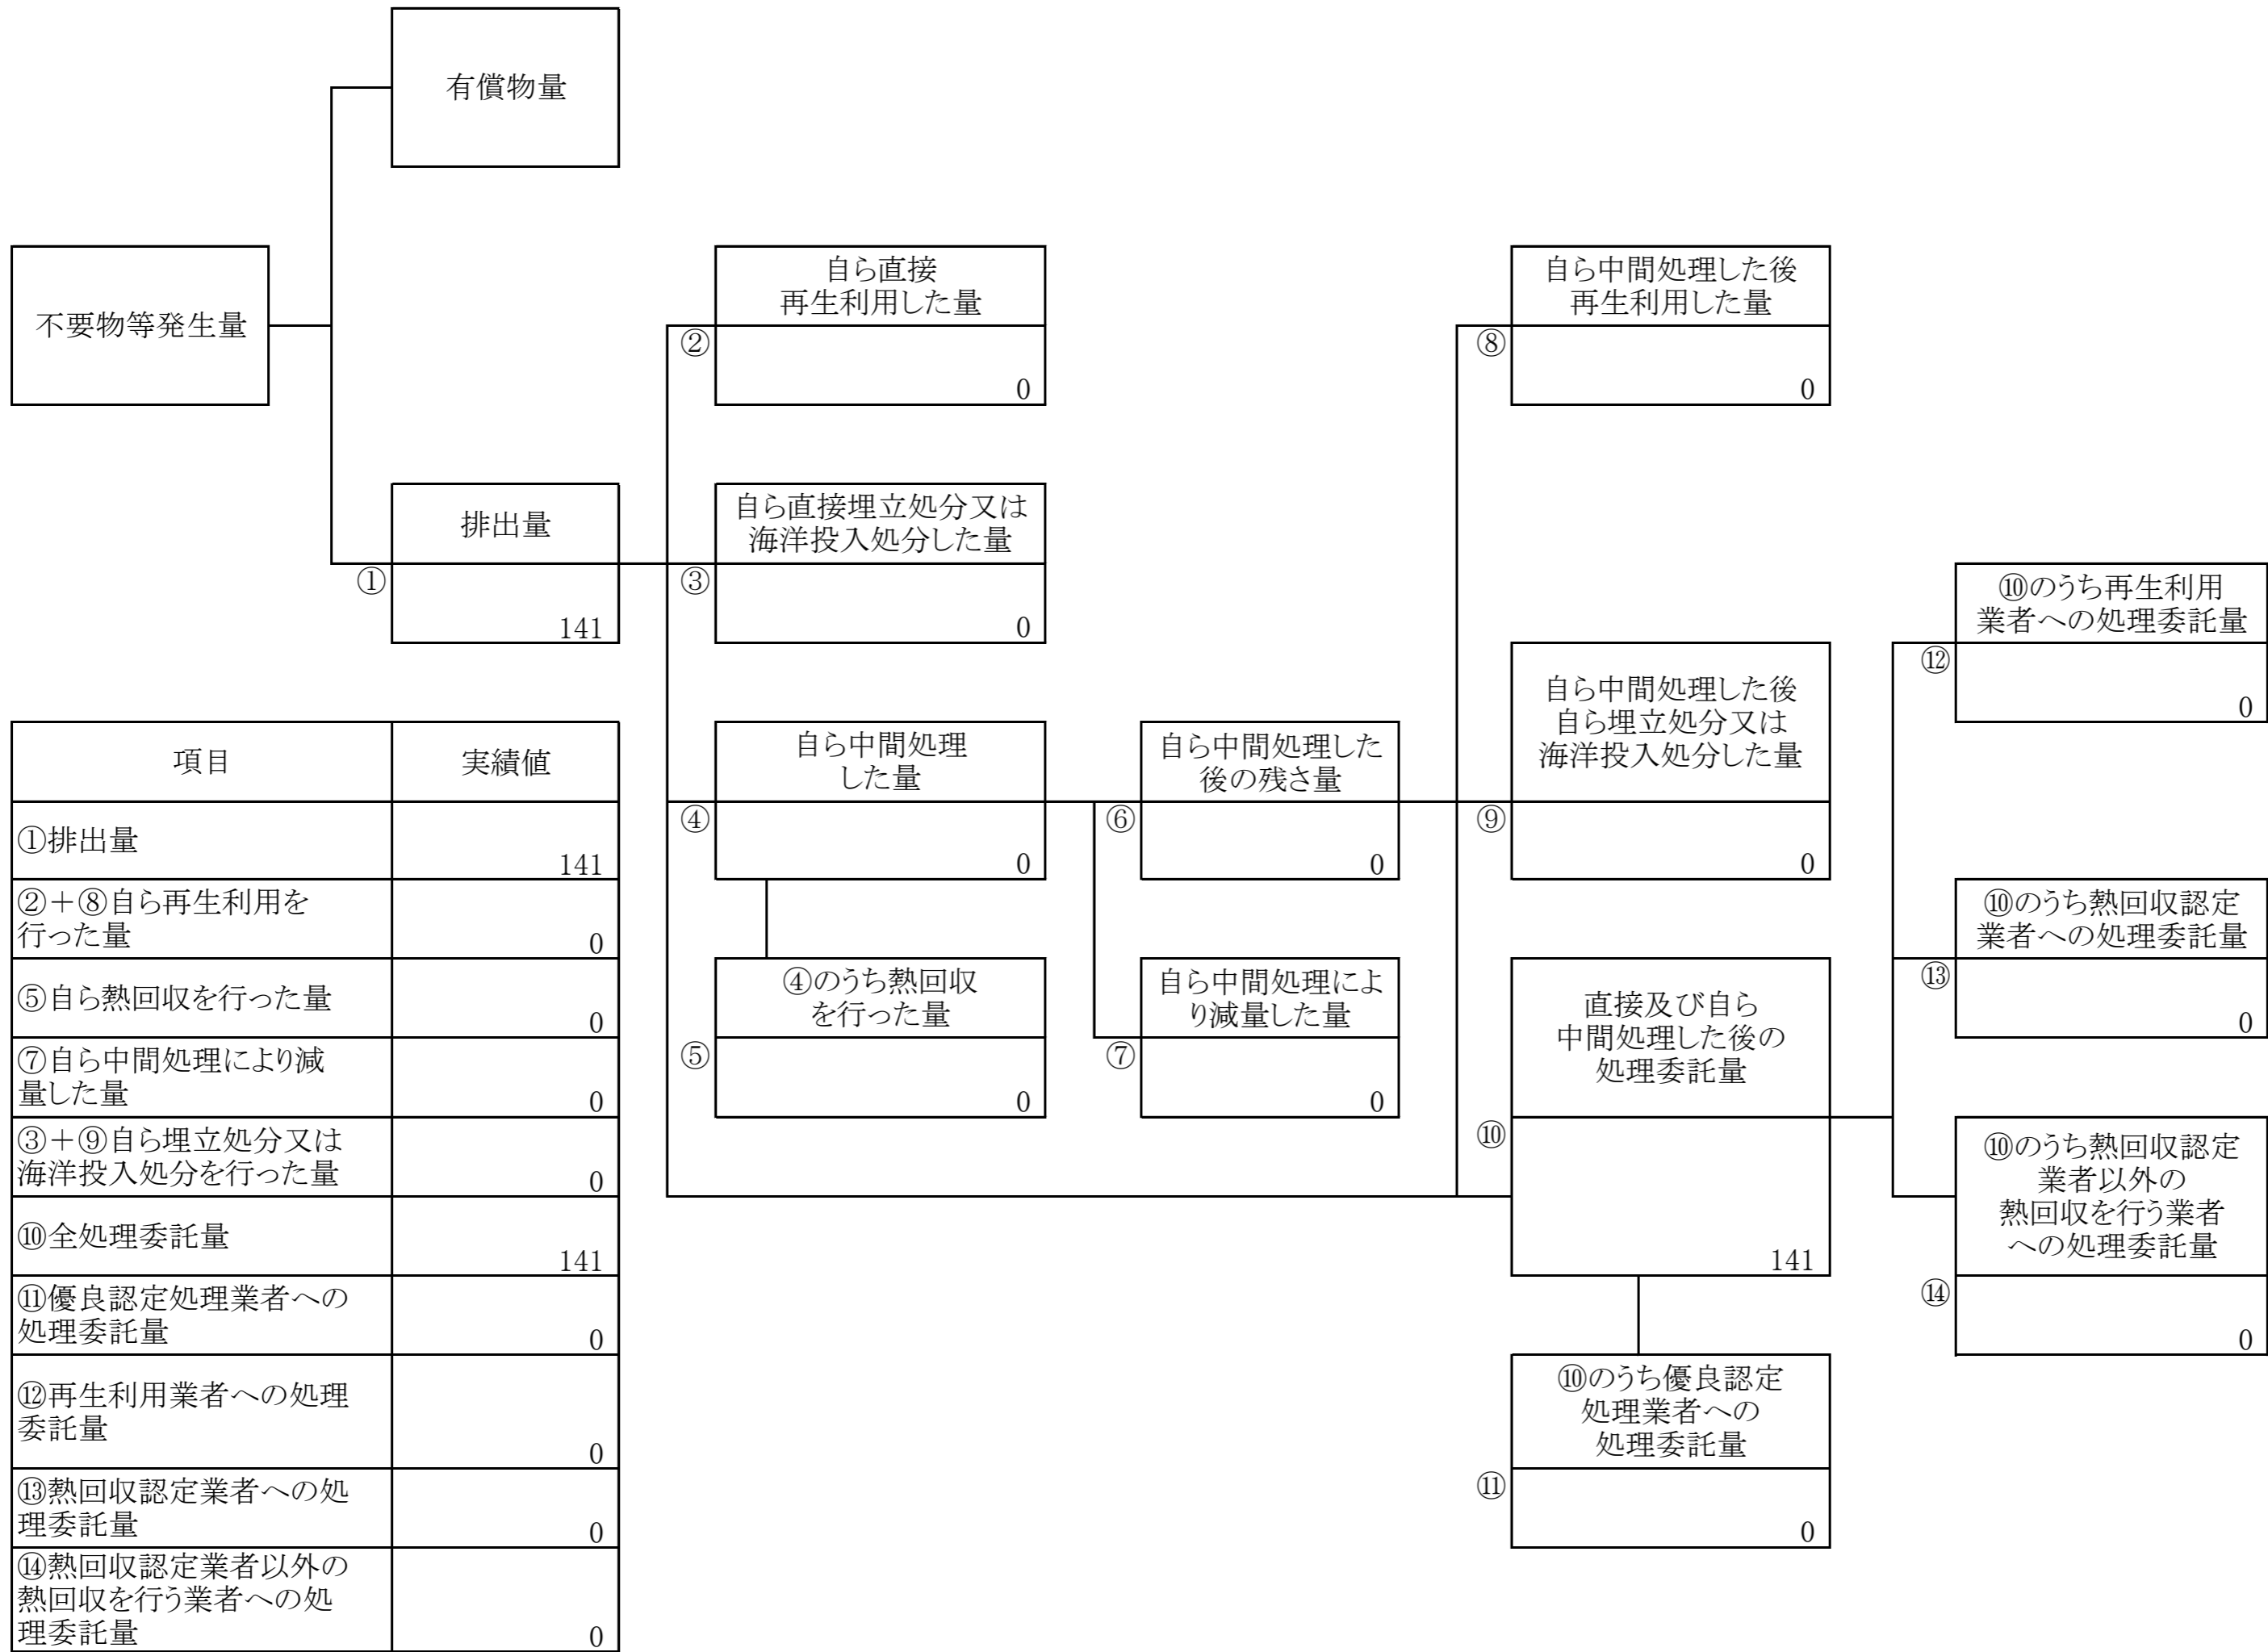 有償物量
不要物等発生量
自ら直接
再生利用した量
②
0
自ら中間処理した後
再生利用した量
⑧
0
排出量
①
141
自ら直接埋立処分又は
海洋投入処分した量
③
0
⑩のうち再生利用
業者への処理委託量
⑫
0
自ら中間処理
した量
④
0
自ら中間処理した
後の残さ量
⑥
0
自ら中間処理した後
自ら埋立処分又は
海洋投入処分した量
⑨
0
⑩のうち熱回収認定
業者への処理委託量
⑬
0
④のうち熱回収
を行った量
⑤
0
自ら中間処理によ
り減量した量
⑦
0
直接及び自ら
中間処理した後の
処理委託量
⑩
141
⑩のうち熱回収認定
業者以外の
熱回収を行う業者
への処理委託量
⑭
0
⑩のうち優良認定
処理業者への
処理委託量
⑪
0
項目 実績値
①排出量
141
②＋⑧自ら再生利用を
行った量 0
⑤自ら熱回収を行った量
0
⑦自ら中間処理により減
量した量 0
③＋⑨自ら埋立処分又は
海洋投入処分を行った量 0
⑩全処理委託量
141
⑪優良認定処理業者への
処理委託量 0
⑫再生利用業者への処理
委託量
0
⑬熱回収認定業者への処
理委託量 0
⑭熱回収認定業者以外の
熱回収を行う業者への処
理委託量 0